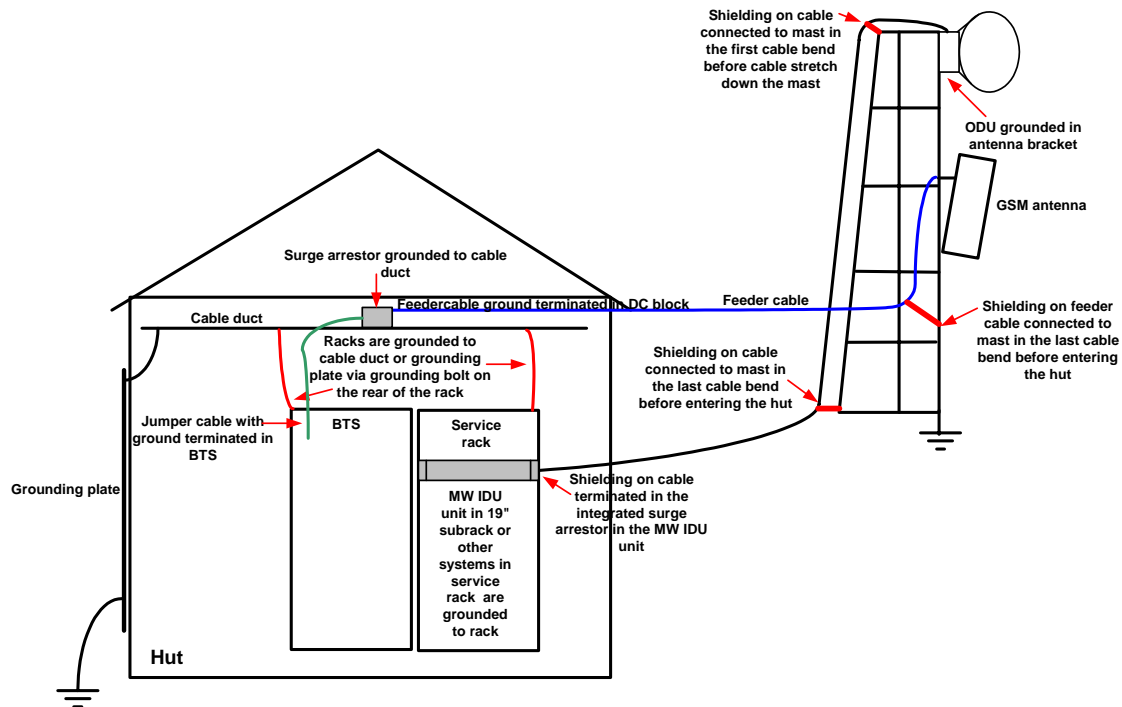 Shielding on cable
connected to mast in
the first cable bend
before cable stretch
down the mast
ODU grounded in
antenna bracket
GSM antenna
Surge arrestor grounded to cable
duct
Feedercable ground terminated in DC block
Feeder cable
Cable duct
Shielding on feeder
cable connected to
mast in the last cable
bend before entering
the hut
Racks are grounded to
cable duct or grounding
plate via grounding bolt on
the rear of the rack
Shielding on cable
connected to mast in
the last cable bend
before entering the hut
Jumper cable with
ground terminated in
BTS
BTS
Service
rack
Grounding plate
Shielding on cable
terminated in the
integrated surge
arrestor in the MW IDU
unit
MW IDU
unit in 19"
subrack or
other
systems in
service
rack are
grounded
to rack
Hut